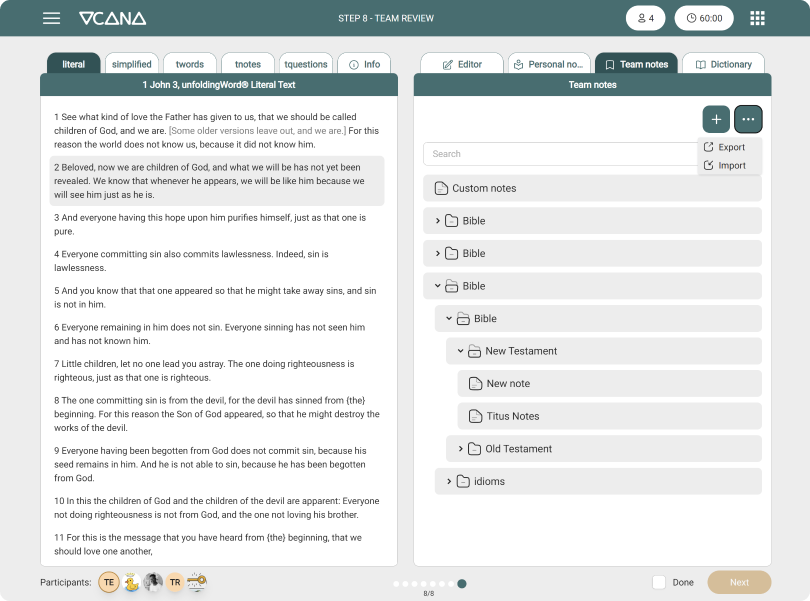 VCANA
STEP 8 - TEAM REVIEW
4
60:00
literal
simplified
twords
tnotes
tquestions
Info
1 John 3, unfoldingWord® Literal Text
1 See what kind of love the Father has given to us, that we should be called
children of God, and we are. [Some older versions leave out, and we are.] For this
reason the world does not know us, because it did not know him.
2 Beloved, now we are children of God, and what we will be has not yet been
revealed. We know that whenever he appears, we will be like him because we
will see him just as he is.
3 And everyone having this hope upon him purifies himself, just as that one is
pure.
4 Everyone committing sin also commits lawlessness. Indeed, sin is
lawlessness.
5 And you know that that one appeared so that he might take away sins, and sin
is not in him.
6 Everyone remaining in him does not sin. Everyone sinning has not seen him
and has not known him.
7 Little children, let no one lead you astray. The one doing righteousness is
righteous, just as that one is righteous.
8 The one committing sin is from the devil, for the devil has sinned from {the}
beginning. For this reason the Son of God appeared, so that he might destroy the
works of the devil.
9 Everyone having been begotten from God does not commit sin, because his
seed remains in him. And he is not able to sin, because he has been begotten
from God.
10 In this the children of God and the children of the devil are apparent: Everyone
not doing righteousness is not from God, and the one not loving his brother.
11 For this is the message that you have heard from {the} beginning, that we
should love one another,
Editor
Personal no...
Team notes
Dictionary
Team notes
Export
Import
Search
Custom notes
Bible
Bible
Bible
Bible
New Testament
New note
Titus Notes
Old Testament
idioms
Participants:
TE
TR
8/8
Done
Next